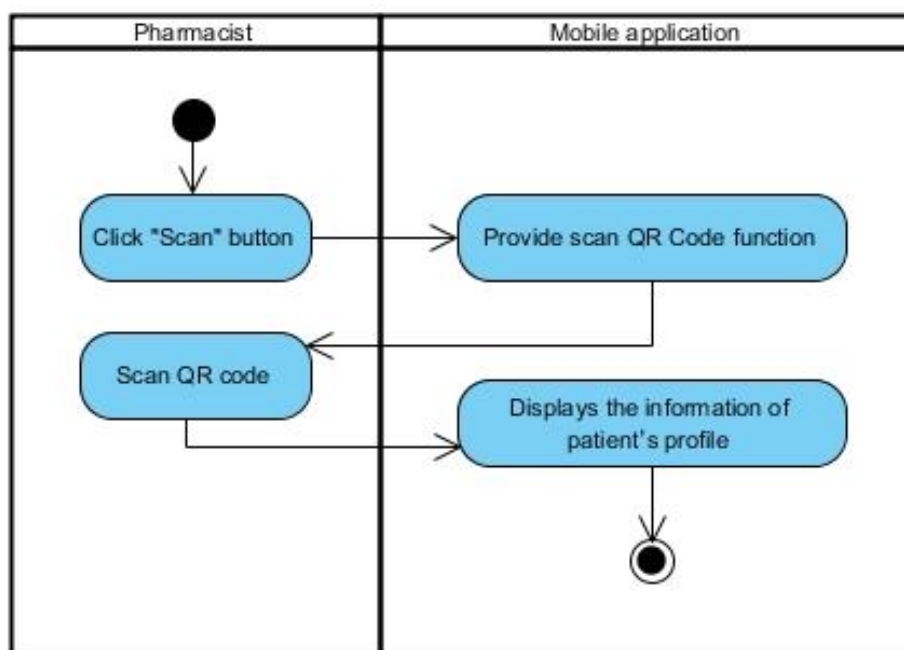 Pharmacist
Mobile application
Click "Scan" button
Provide scan QR Code function
Scan QR code
Displays the information of
patient's profile